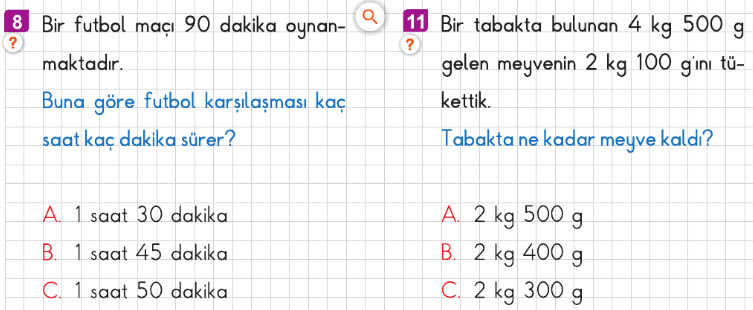 8 Bir futbol maçı 90 dakika oynan-
?
maktadır.
Buna göre futbol karşılaşması kaç
saat kaç dakika sürer?
A. 1 saat 30 dakika
B. 1 saat 45 dakika
C. 1 saat 50 dakika
11 Bir tabakta bulunan 4 kg 500 g
?
gelen meyvenin 2 kg 100 g'ını tü-
kettik.
Tabakta ne kadar meyve kaldı?
A. 2 kg 500 g
B. 2 kg 400 g
C. 2 kg 300 g